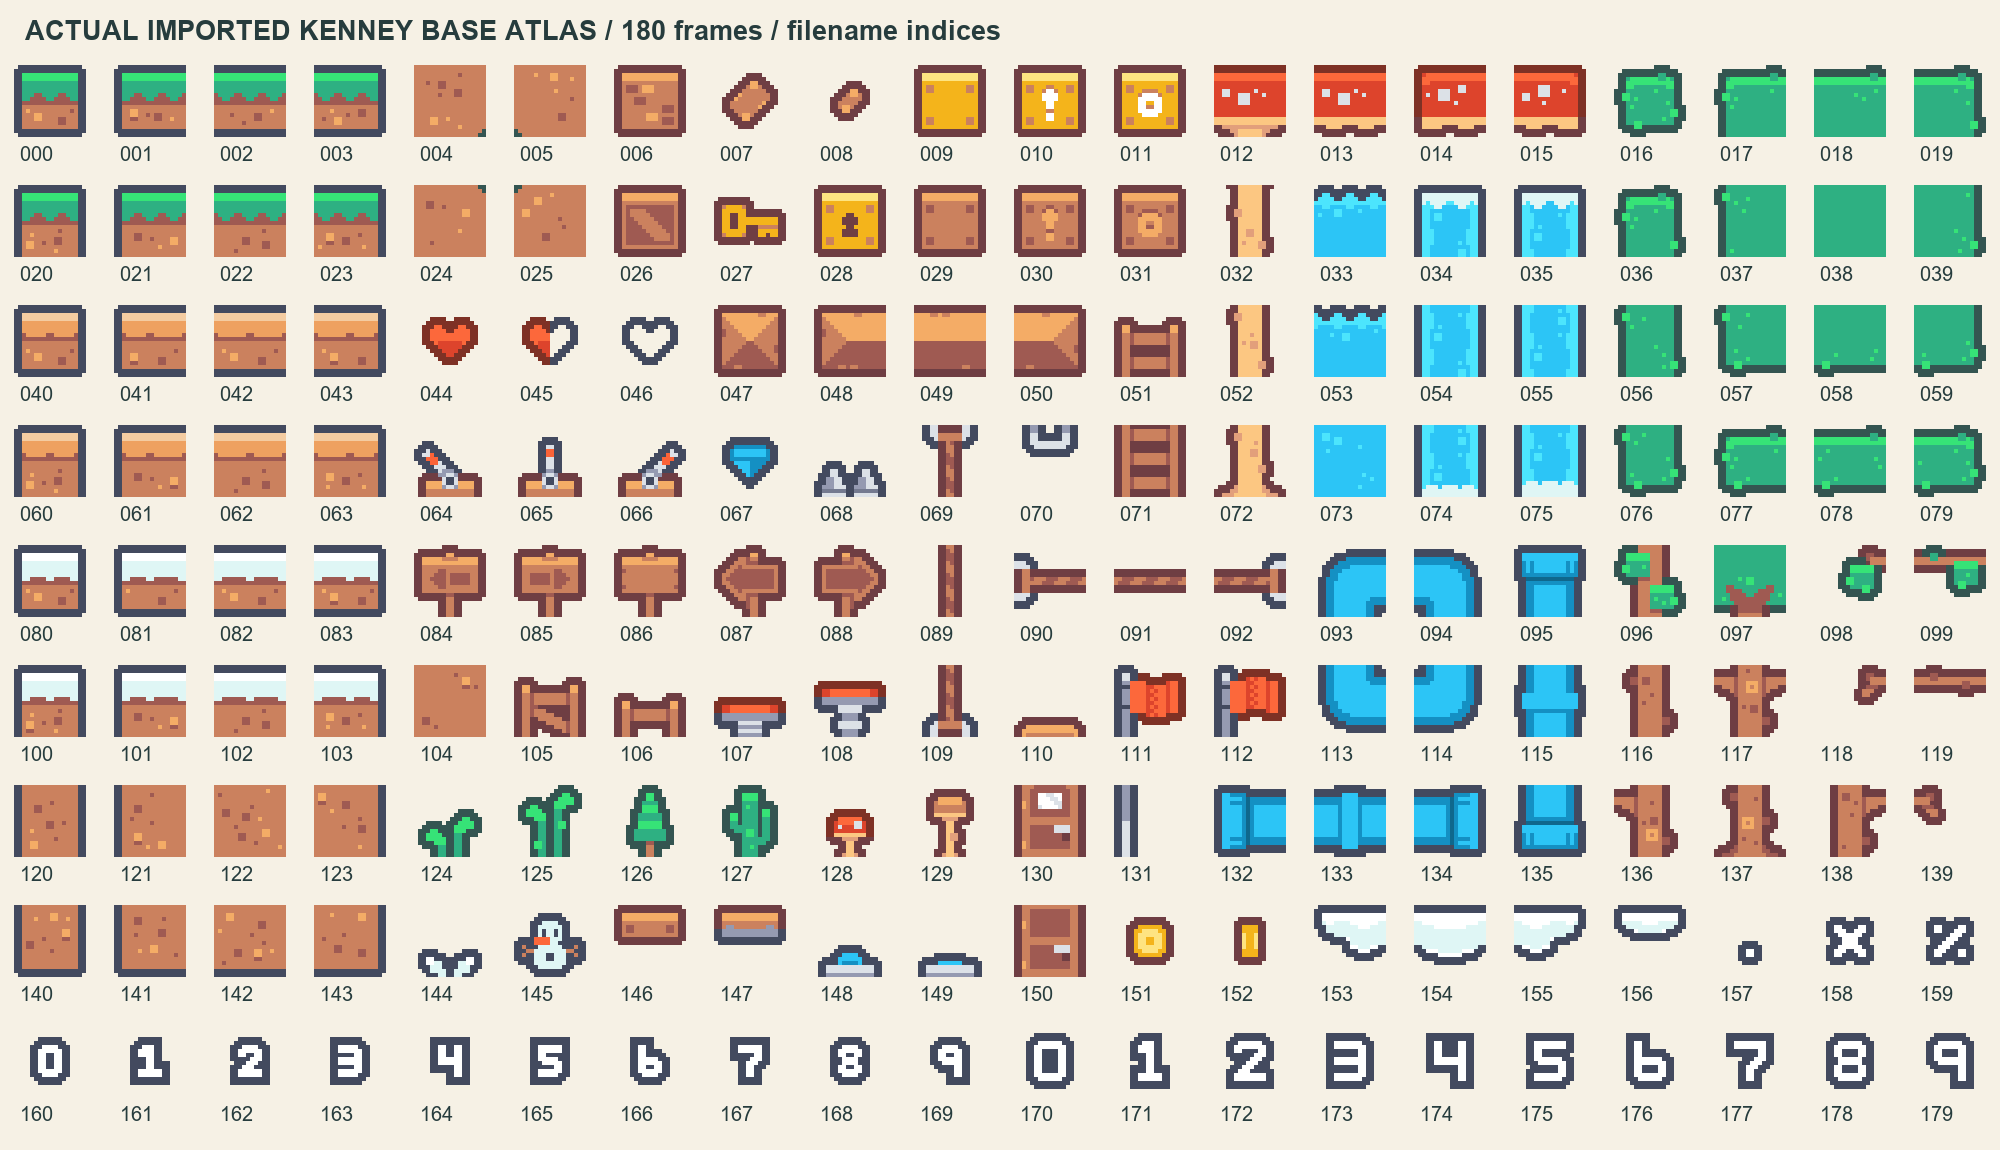 ACTUAL IMPORTED KENNEY BASE ATLAS / 180 frames / filename indices
000 001 002 003 004 005 006 007 008 009 010 011 012 013 014 015 016 017 018 019
020 021 022 023 024 025 026 027 028 029 030 031 032 033 034 035 036 037 038 039
040 041 042 043 044 045 046 047 048 049 050 051 052 053 054 055 056 057 058 059
060 061 062 063 064 065 066 067 068 069 070 071 072 073 074 075 076 077 078 079
080 081 082 083 084 085 086 087 088 089 090 091 092 093 094 095 096 097 098 099
100 101 102 103 104 105 106 107 108 109 110 111 112 113 114 115 116 117 118 119
120 121 122 123 124 125 126 127 128 129 130 131 132 133 134 135 136 137 138 139
140 141 142 143 144 145 146 147 148 149 150 151 152 153 154 155 156 157 158 159
0 1 2 3 4 5 6 7 8 9 0 1 2 3 4 5 6 7 8 9
160 161 162 163 164 165 166 167 168 169 170 171 172 173 174 175 176 177 178 179